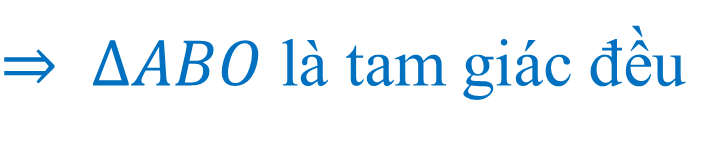 ⇒ ΔABO là tam giác đều